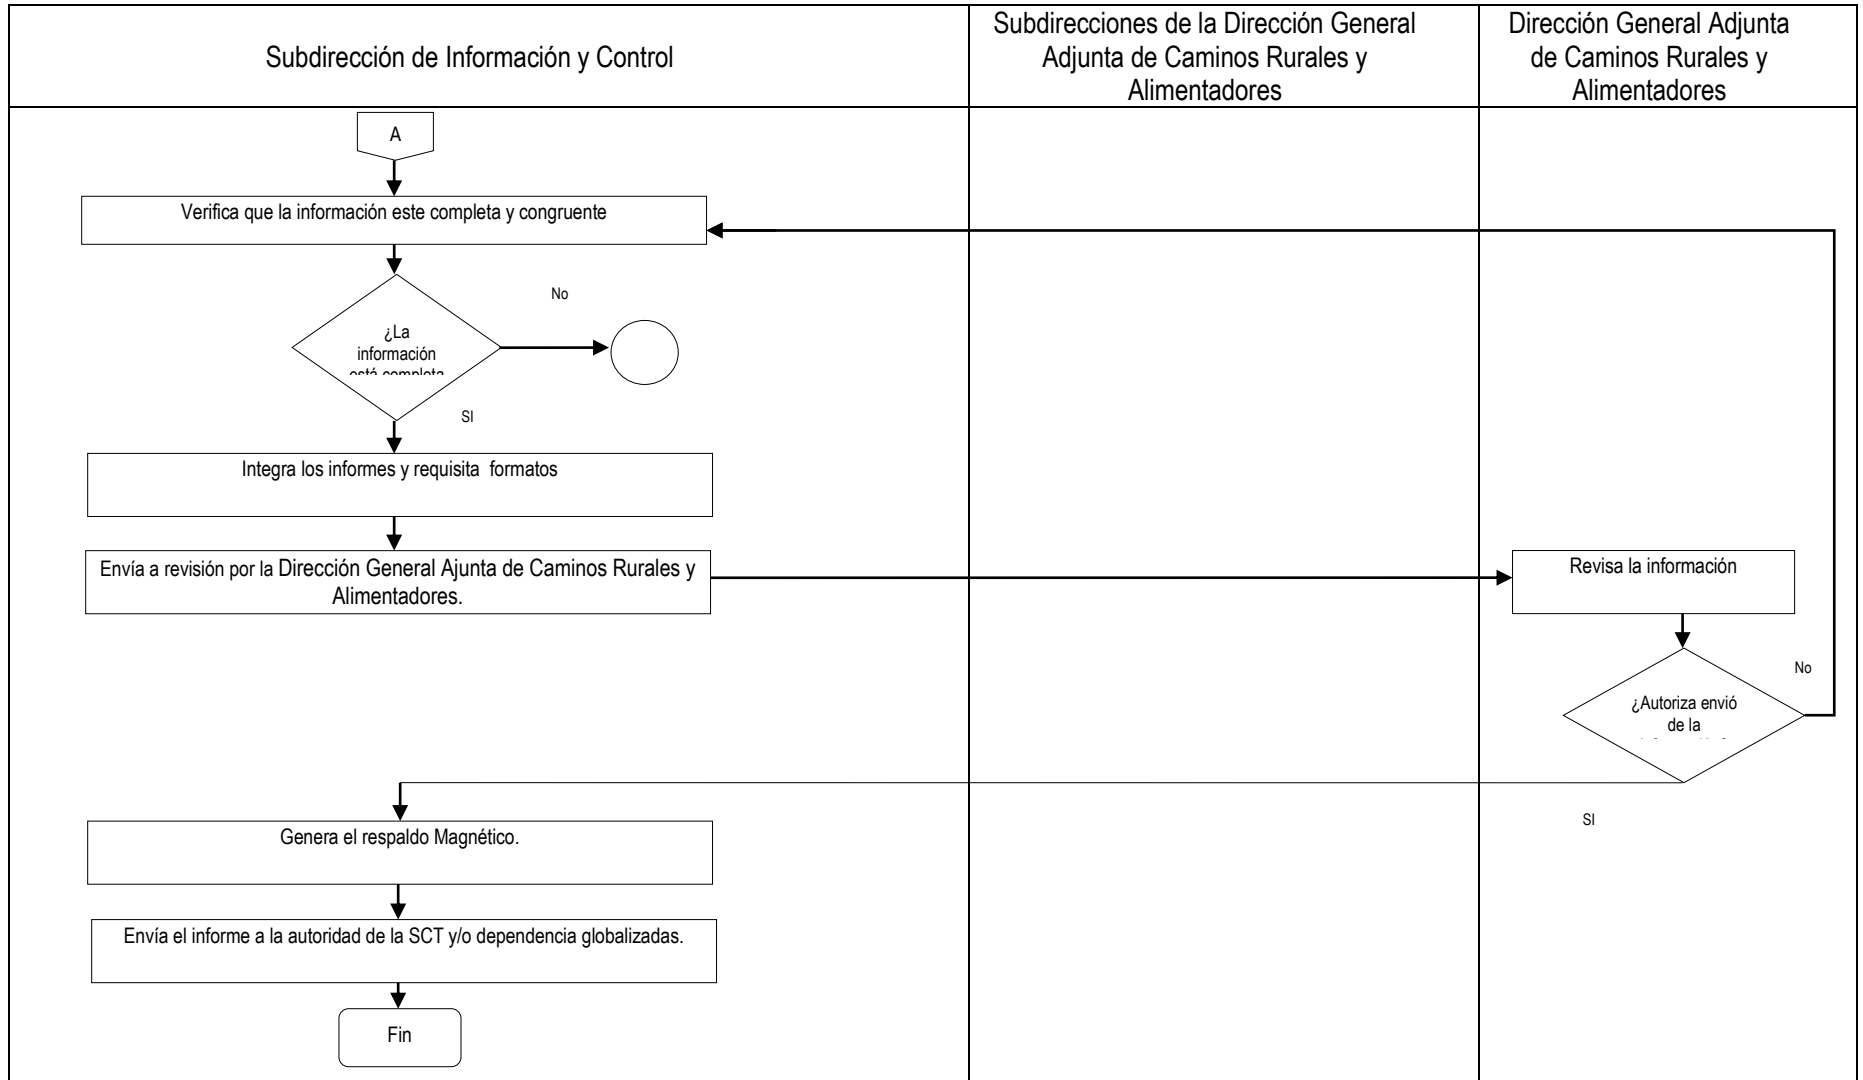 Subdirección de Información y Control
Subdirecciones de la Dirección General
Adjunta de Caminos Rurales y
Alimentadores
Dirección General Adjunta
de Caminos Rurales y
Alimentadores
A
Verifica que la información este completa y congruente
No
¿La
información
está completa
SI
Integra los informes y requisita formatos
Envía a revisión por la Dirección General Ajunta de Caminos Rurales y
Alimentadores.
Revisa la información
No
¿Autoriza envió
de la
SI
Genera el respaldo Magnético.
Envía el informe a la autoridad de la SCT y/o dependencia globalizadas.
Fin